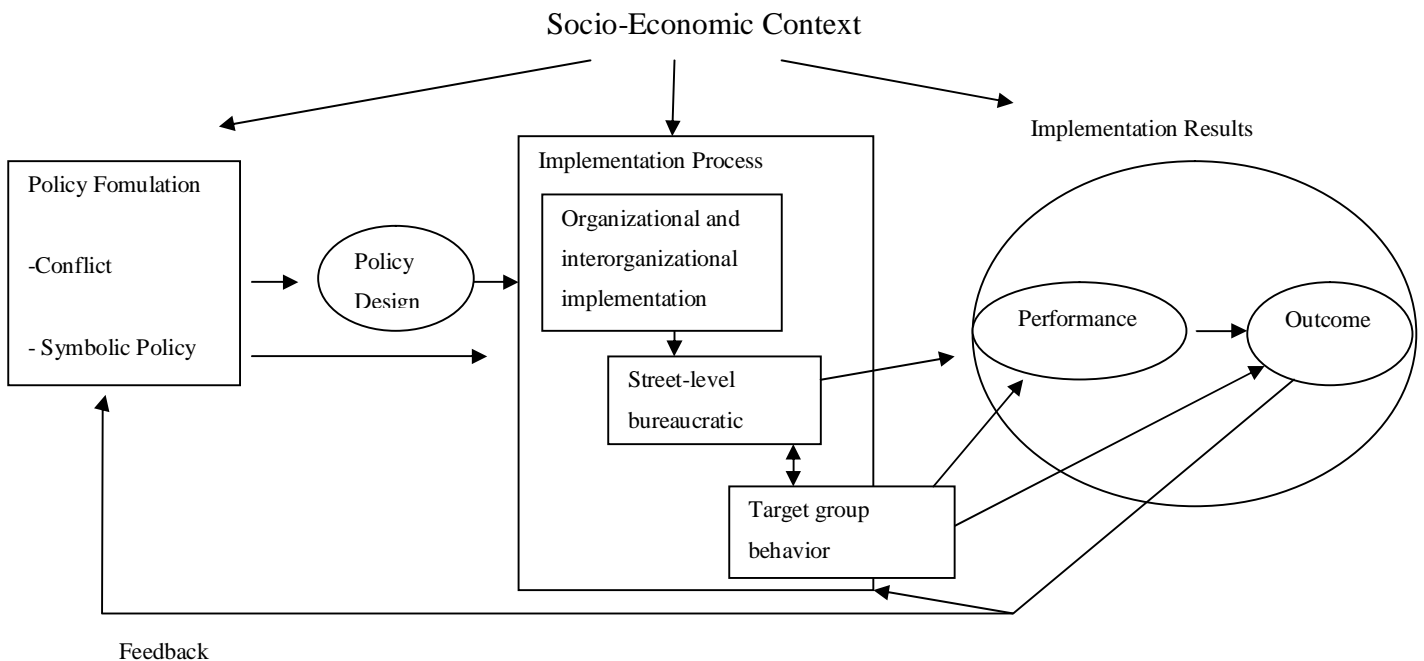 Socio-Economic Context
Implementation Results
Policy Fomulation
-Conflict
- Symbolic Policy
Policy
Design
Implementation Process
Organizational and
interorganizational
implementation
Street-level
bureaucratic
Target group
behavior
Performance
Outcome
Feedback